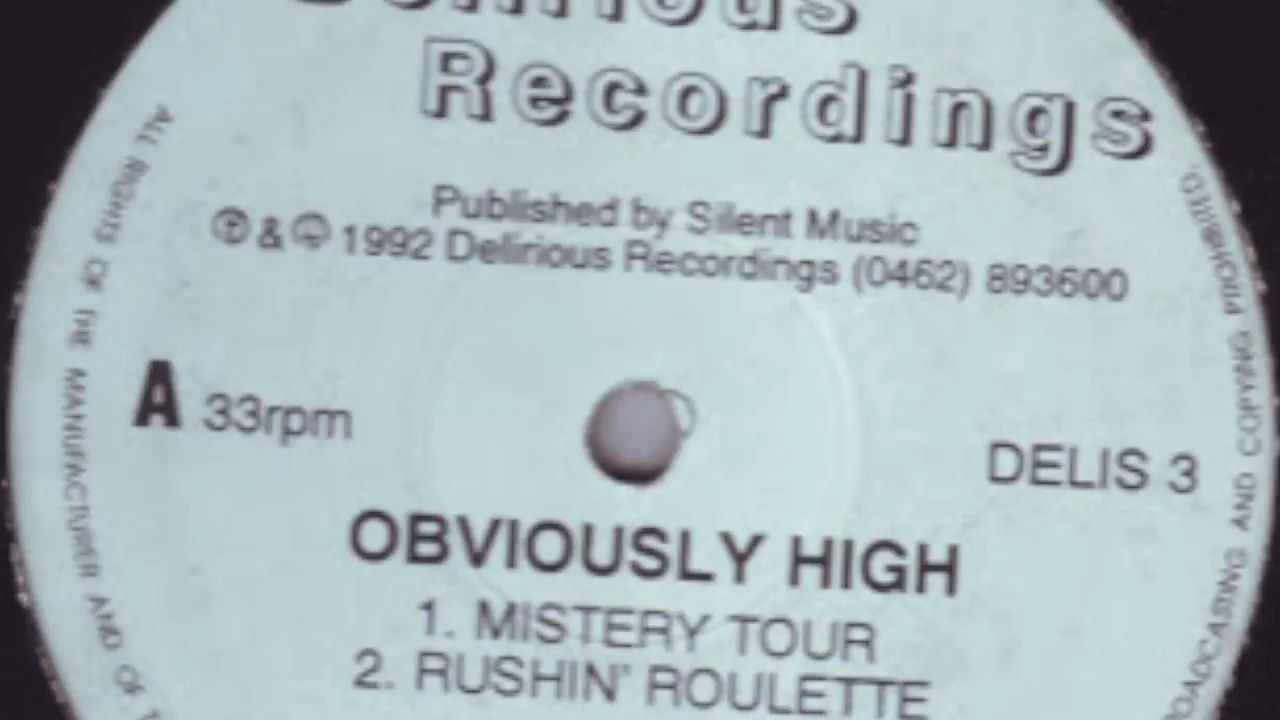 Delirious
Recordings
Published by Silent Music
Ⓟ & © 1992 Delirious Recordings (0462) 893600
A 33rpm
DELIS 3
OBVIOUSLY HIGH
1. MISTERY TOUR
2. RUSHIN' ROULETTE
ALL RIGHTS OF THE MANUFACTURER AND OF
BROADCASTING AND COPYING PROHIBITED.